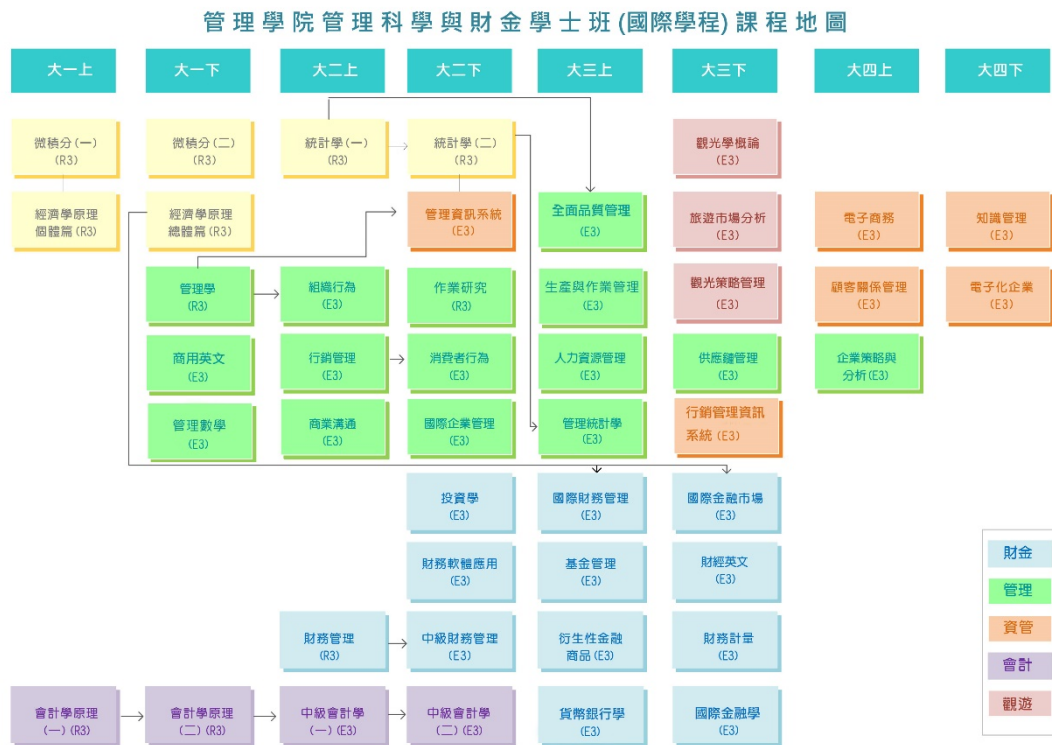 管理學院管理科學與財金學士班(國際學程)課程地圖
大一上
大一下
大二上
大二下
大三上
大三下
大四上
大四下
微積分(一)
(R3)
微積分(二)
(R3)
統計學(一)
(R3)
統計學(二)
(R3)
觀光學概論
(E3)
經濟學原理
個體篇(R3)
經濟學原理
總體篇(R3)
管理資訊系統
(E3)
全面品質管理
(E3)
旅遊市場分析
(E3)
電子商務
(E3)
知識管理
(E3)
管理學
(R3)
組織行為
(E3)
作業研究
(R3)
生產與作業管理
(E3)
觀光策略管理
(E3)
顧客關係管理
(E3)
電子化企業
(E3)
商用英文
(E3)
行銷管理
(E3)
消費者行為
(E3)
人力資源管理
(E3)
供應鏈管理
(E3)
企業策略與
分析(E3)
管理數學
(E3)
商業溝通
(E3)
國際企業管理
(E3)
管理統計學
(E3)
行銷管理資訊
系統(E3)
投資學
(E3)
國際財務管理
(E3)
國際金融市場
(E3)
財務軟體應用
(E3)
基金管理
(E3)
財經英文
(E3)
財務管理
(R3)
中級財務管理
(E3)
衍生性金融
商品(E3)
財務計量
(E3)
會計學原理
(一)(R3)
會計學原理
(二)(R3)
中級會計學
(一)(E3)
中級會計學
(二)(E3)
貨幣銀行學
(E3)
國際金融學
(E3)
財金
管理
資管
會計
觀遊